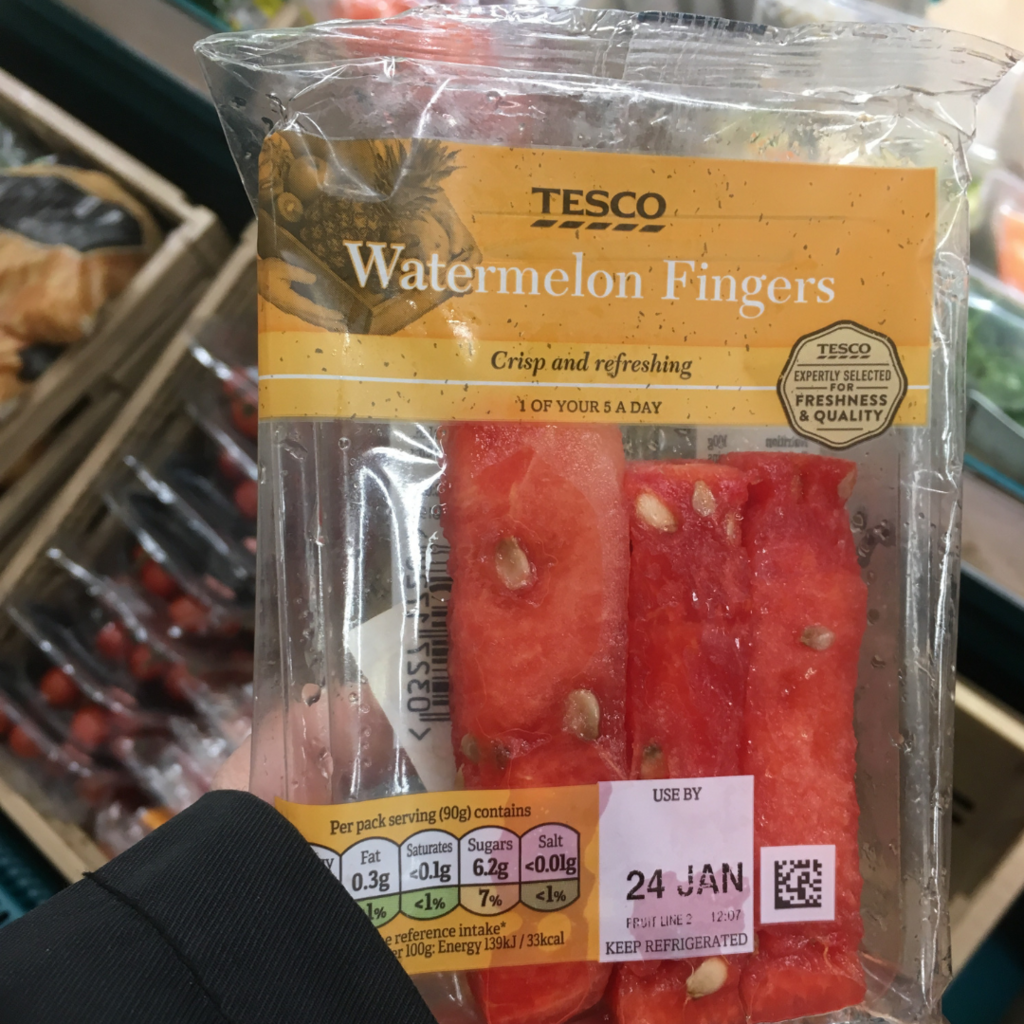 TESCO
Watermelon Fingers
Crisp and refreshing
1 OF YOUR 5 A DAY
TESCO
EXPERTLY SELECTED
FOR
FRESHNESS
& QUALITY
Per pack serving (90g) contains
Fat
0.3g
1%
Saturates
<0.1g
<1%
Sugars
6.2g
7%
Salt
<0.01g
<1%
reference intake*
100g: Energy 139kJ / 33kcal
USE BY
24 JAN
FRUIT LINE 2 12:07
KEEP REFRIGERATED